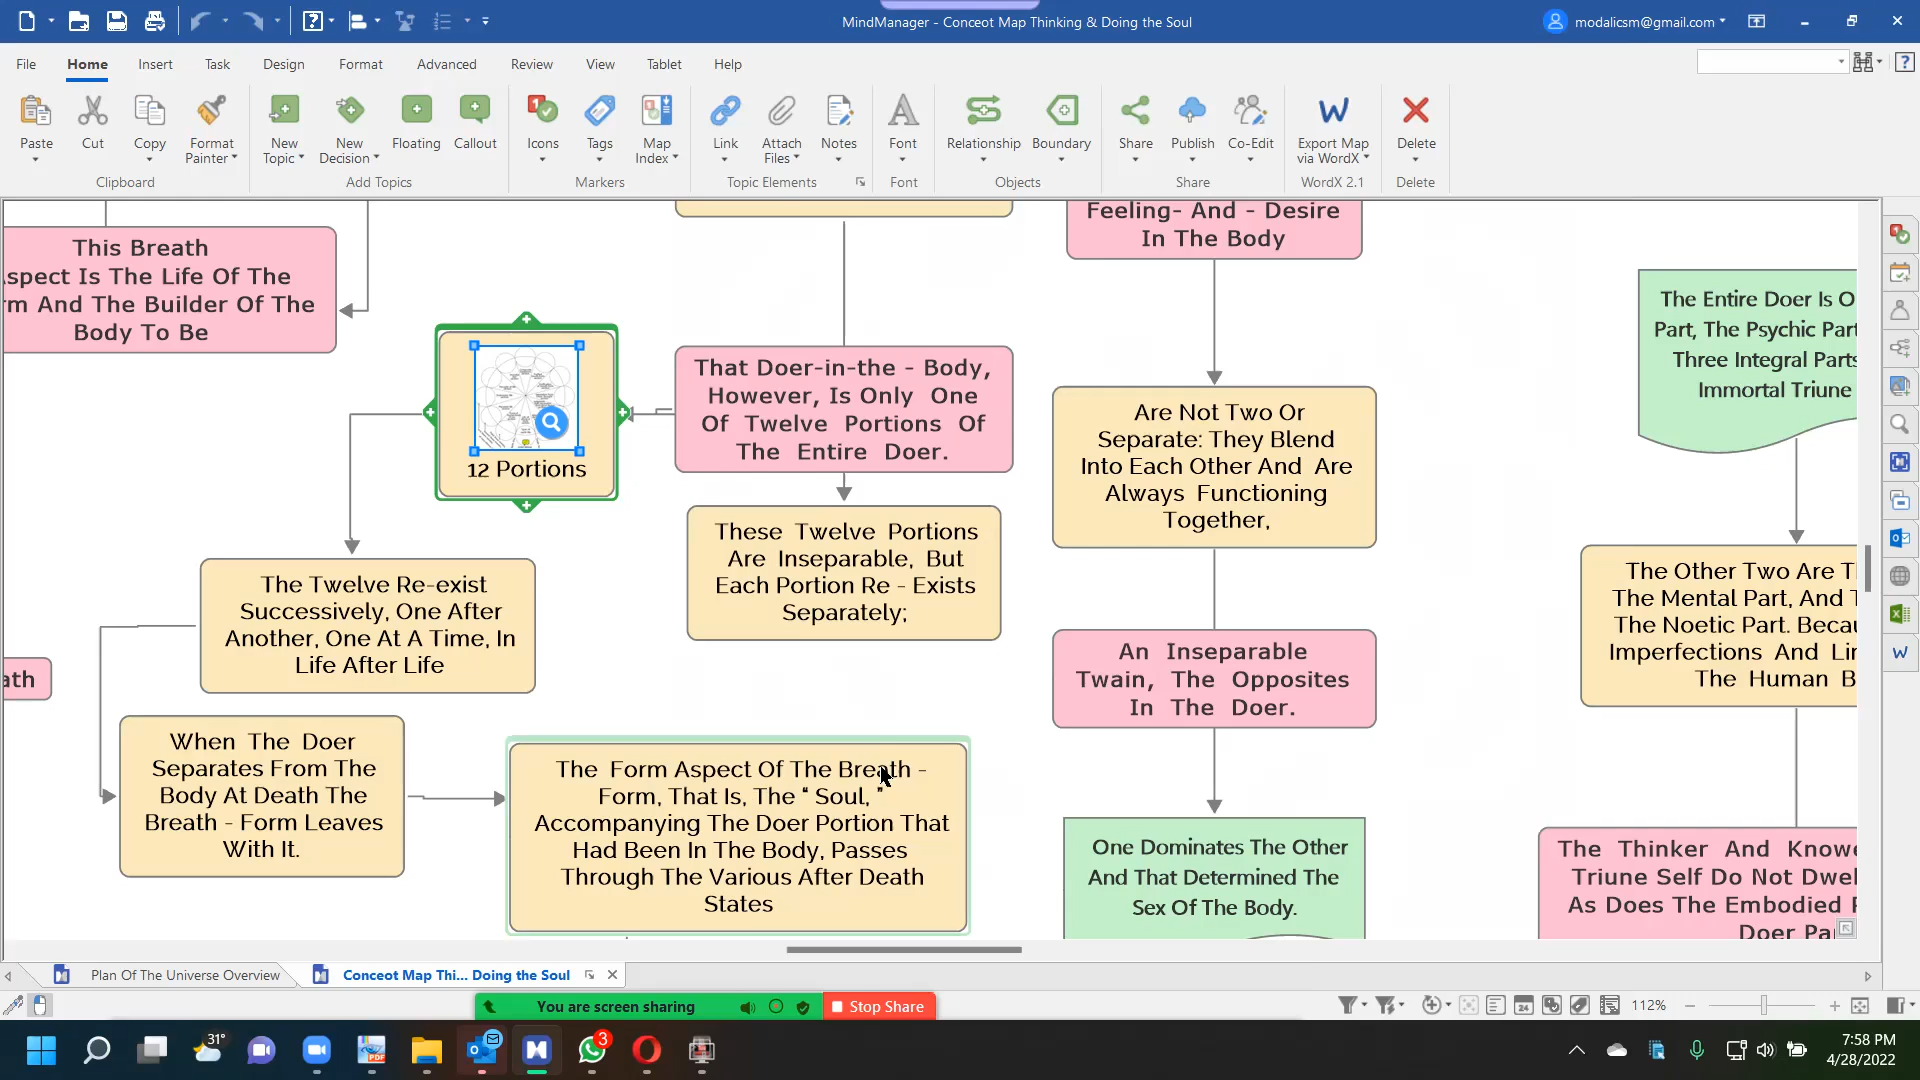 MindManager - Conceot Map Thinking & Doing the Soul
modalicsm@gmail.com
File Home Insert Task Design Format Advanced Review View Tablet Help
Paste
Cut
Copy
Format
Painter
New
Topic
New
Decision
Floating
Callout
Icons
Tags
Map
Index
Link
Attach
Files
Notes
Font
Relationship
Boundary
Share
Publish
Co-Edit
Export Map
via WordX
Delete
Clipboard
Add Topics
Markers
Topic Elements
Font
Objects
Share
WordX 2.1
Delete
This Breath
spect Is The Life Of The
rm And The Builder Of The
Body To Be
12 Portions
That Doer-in-the - Body,
However, Is Only One
Of Twelve Portions Of
The Entire Doer.
These Twelve Portions
Are Inseparable, But
Each Portion Re - Exists
Separately;
The Twelve Re-exist
Successively, One After
Another, One At A Time, In
Life After Life
ath
When The Doer
Separates From The
Body At Death The
Breath - Form Leaves
With It.
The Form Aspect Of The Breath -
Form, That Is, The “ Soul, ”
Accompanying The Doer Portion That
Had Been In The Body, Passes
Through The Various After Death
States
Feeling- And - Desire
In The Body
Are Not Two Or
Separate: They Blend
Into Each Other And Are
Always Functioning
Together,
An Inseparable
Twain, The Opposites
In The Doer.
One Dominates The Other
And That Determined The
Sex Of The Body.
The Entire Doer Is O
Part, The Psychic Part
Three Integral Parts
Immortal Triune
The Other Two Are T
The Mental Part, And T
The Noetic Part. Becau
Imperfections And Lim
The Human B
The Thinker And Knowe
Triune Self Do Not Dwel
As Does The Embodied
Doer Pa
Plan Of The Universe Overview
Conceot Map Thi... Doing the Soul
You are screen sharing
Stop Share
112%
31°
3
7:58 PM
4/28/2022